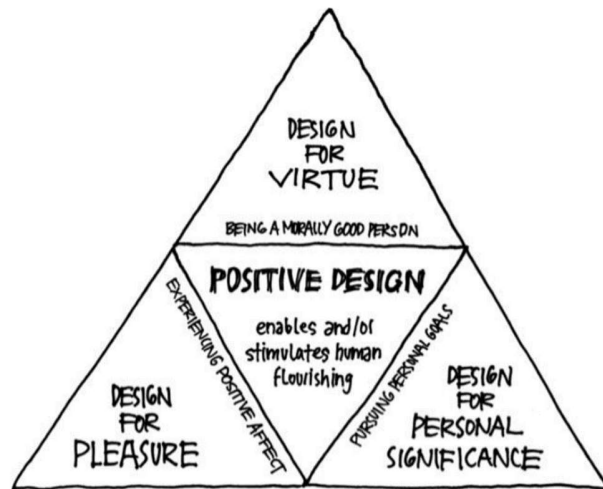 DESIGN
FOR
VIRTUE
BEING A MORALLY GOOD PERSON
POSITIVE DESIGN
enables and/or
stimulates human
flourishing
EXPERIENCING POSITIVE AFFECT
PURSUING PERSONAL GOALS
DESIGN
FOR
PLEASURE
DESIGN
FOR
PERSONAL
SIGNIFICANCE